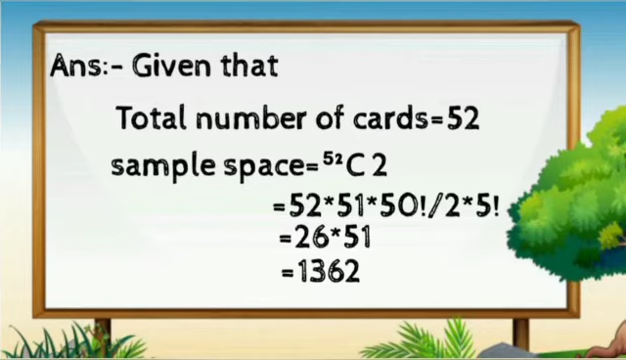 Ans:- Given that
Total number of cards=52
sample space=⁵²C 2
=52*51*50!/2*5!
=26*51
=1362